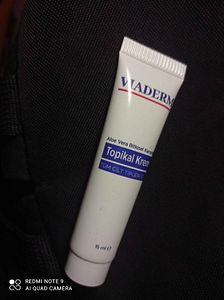 VIADERM
Aloe Vera Bitkisel
Topikal Krem
TÜM CİLT TİPLERİ
15 ml e
REDMI NOTE 9
AI QUAD CAMERA